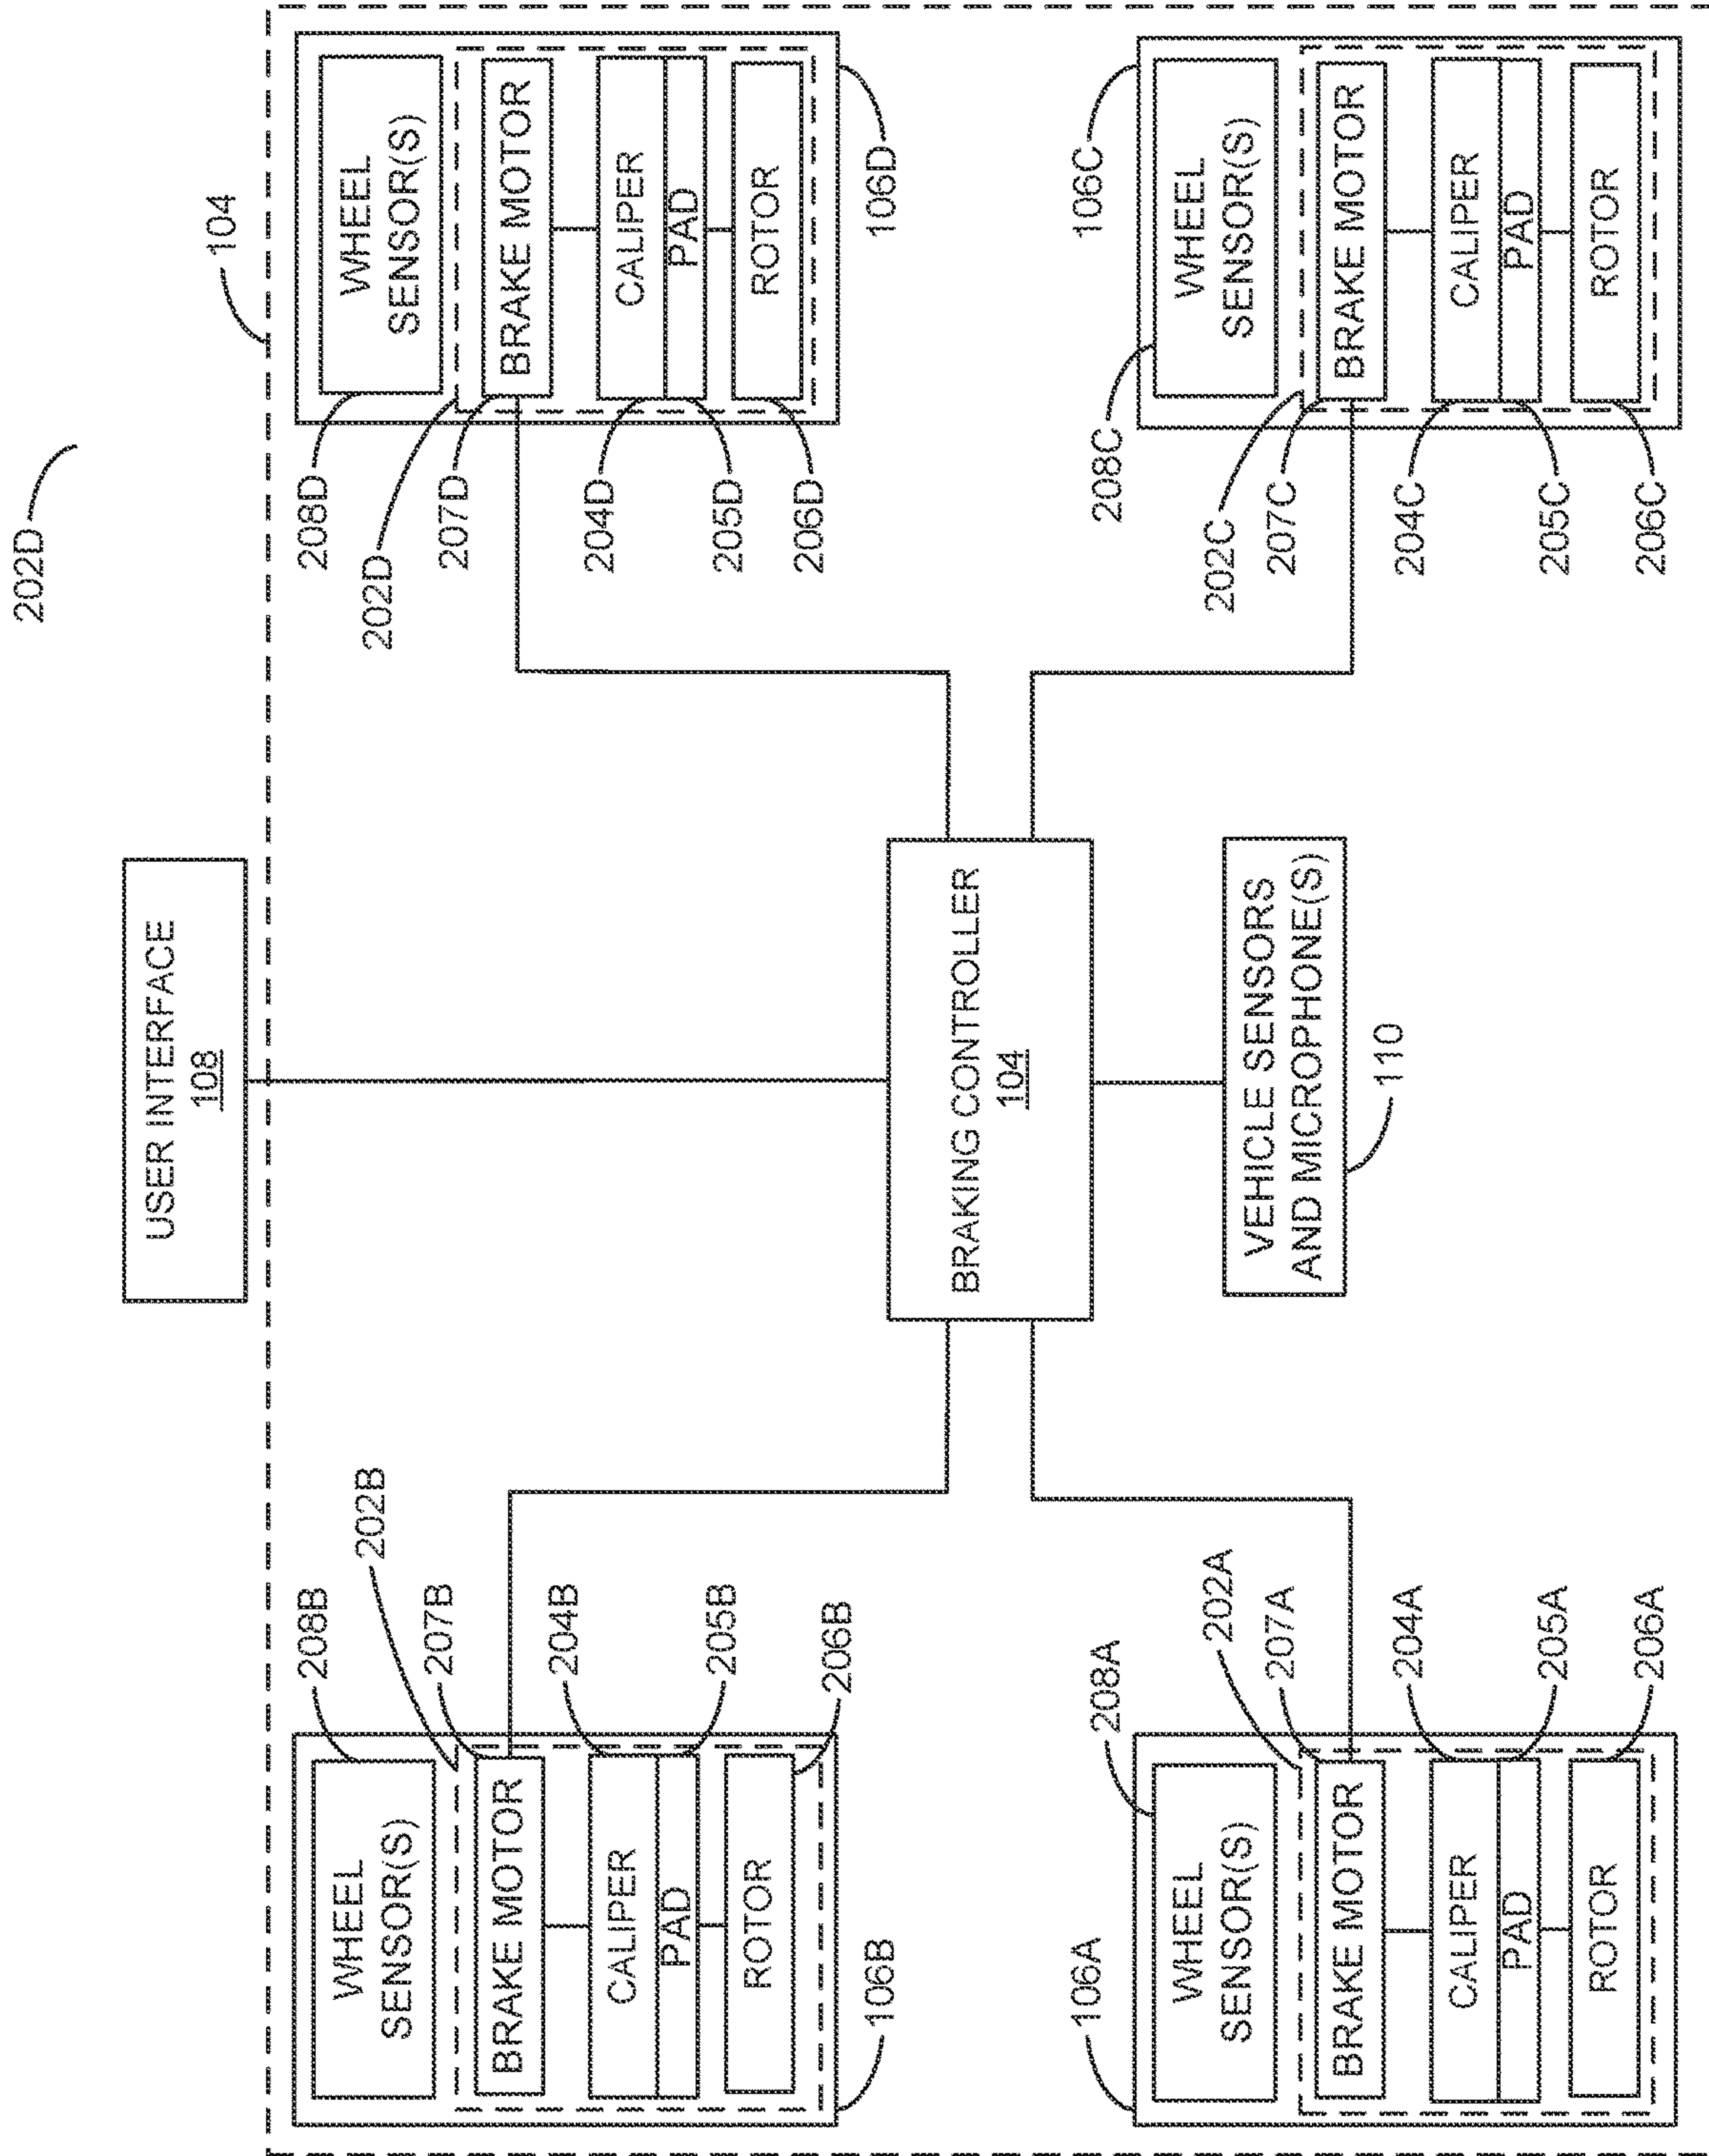 202D
104
USER INTERFACE
108
208B
WHEEL
SENSOR(S)
202B
207B
BRAKE MOTOR
204B
CALIPER
205B
PAD
206B
ROTOR
106B
208D
WHEEL
SENSOR(S)
202D
207D
BRAKE MOTOR
204D
CALIPER
205D
PAD
206D
ROTOR
106D
BRAKING CONTROLLER
104
VEHICLE SENSORS
AND MICROPHONE(S)
110
106A
208A
WHEEL
SENSOR(S)
202A
207A
BRAKE MOTOR
204A
CALIPER
205A
PAD
206A
ROTOR
106C
208C
WHEEL
SENSOR(S)
202C
207C
BRAKE MOTOR
204C
CALIPER
205C
PAD
206C
ROTOR